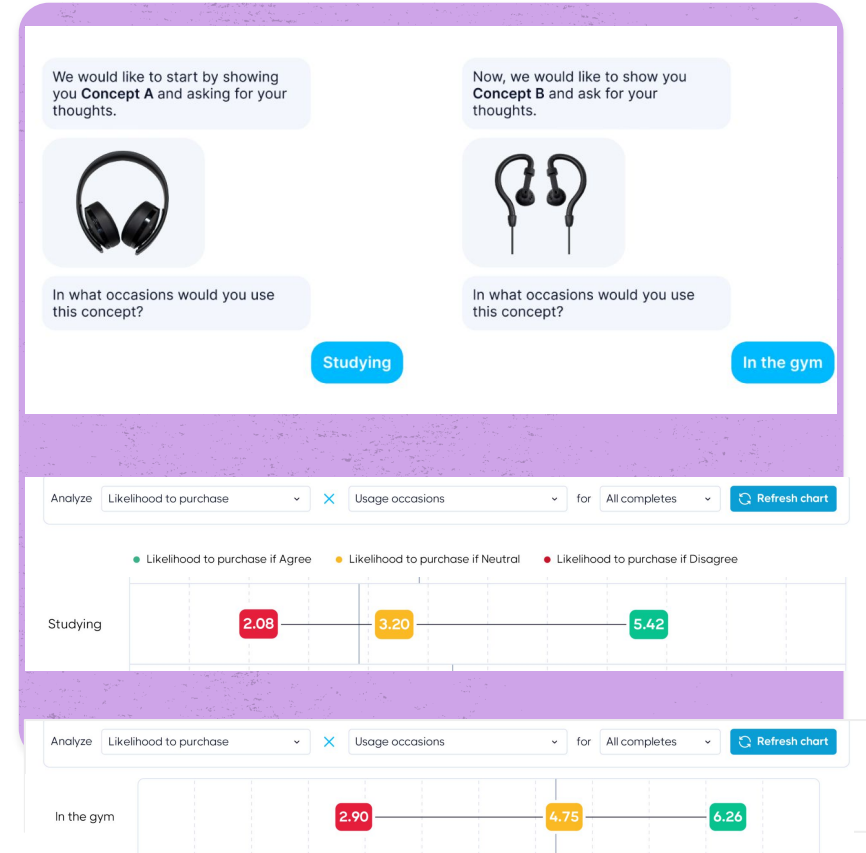 We would like to start by showing
you Concept A and asking for your
thoughts.
In what occasions would you use
this concept?
Studying
Now, we would like to show you
Concept B and ask for your
thoughts.
In what occasions would you use
this concept?
In the gym
Analyze Likelihood to purchase Usage occasions for All completes Refresh chart
Likelihood to purchase if Agree Likelihood to purchase if Neutral Likelihood to purchase if Disagree
Studying 2.08 3.20 5.42
Analyze Likelihood to purchase Usage occasions for All completes Refresh chart
In the gym 2.90 4.75 6.26